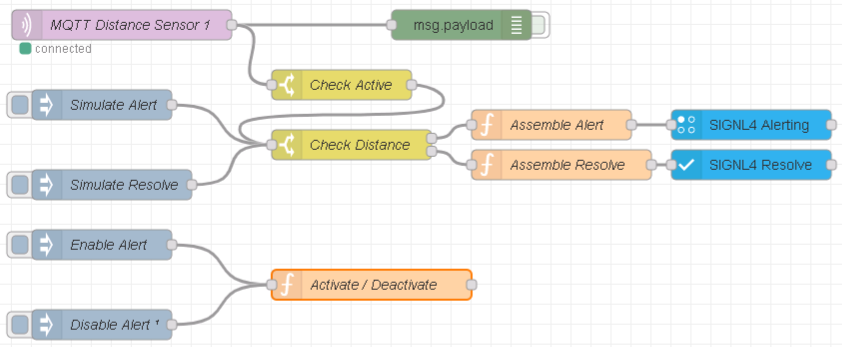 MQTT Distance Sensor 1
msg.payload
connected
Check Active
Simulate Alert
Assemble Alert
SIGNL4 Alerting
Check Distance
Assemble Resolve
SIGNL4 Resolve
Simulate Resolve
Enable Alert
Activate / Deactivate
Disable Alert ¹